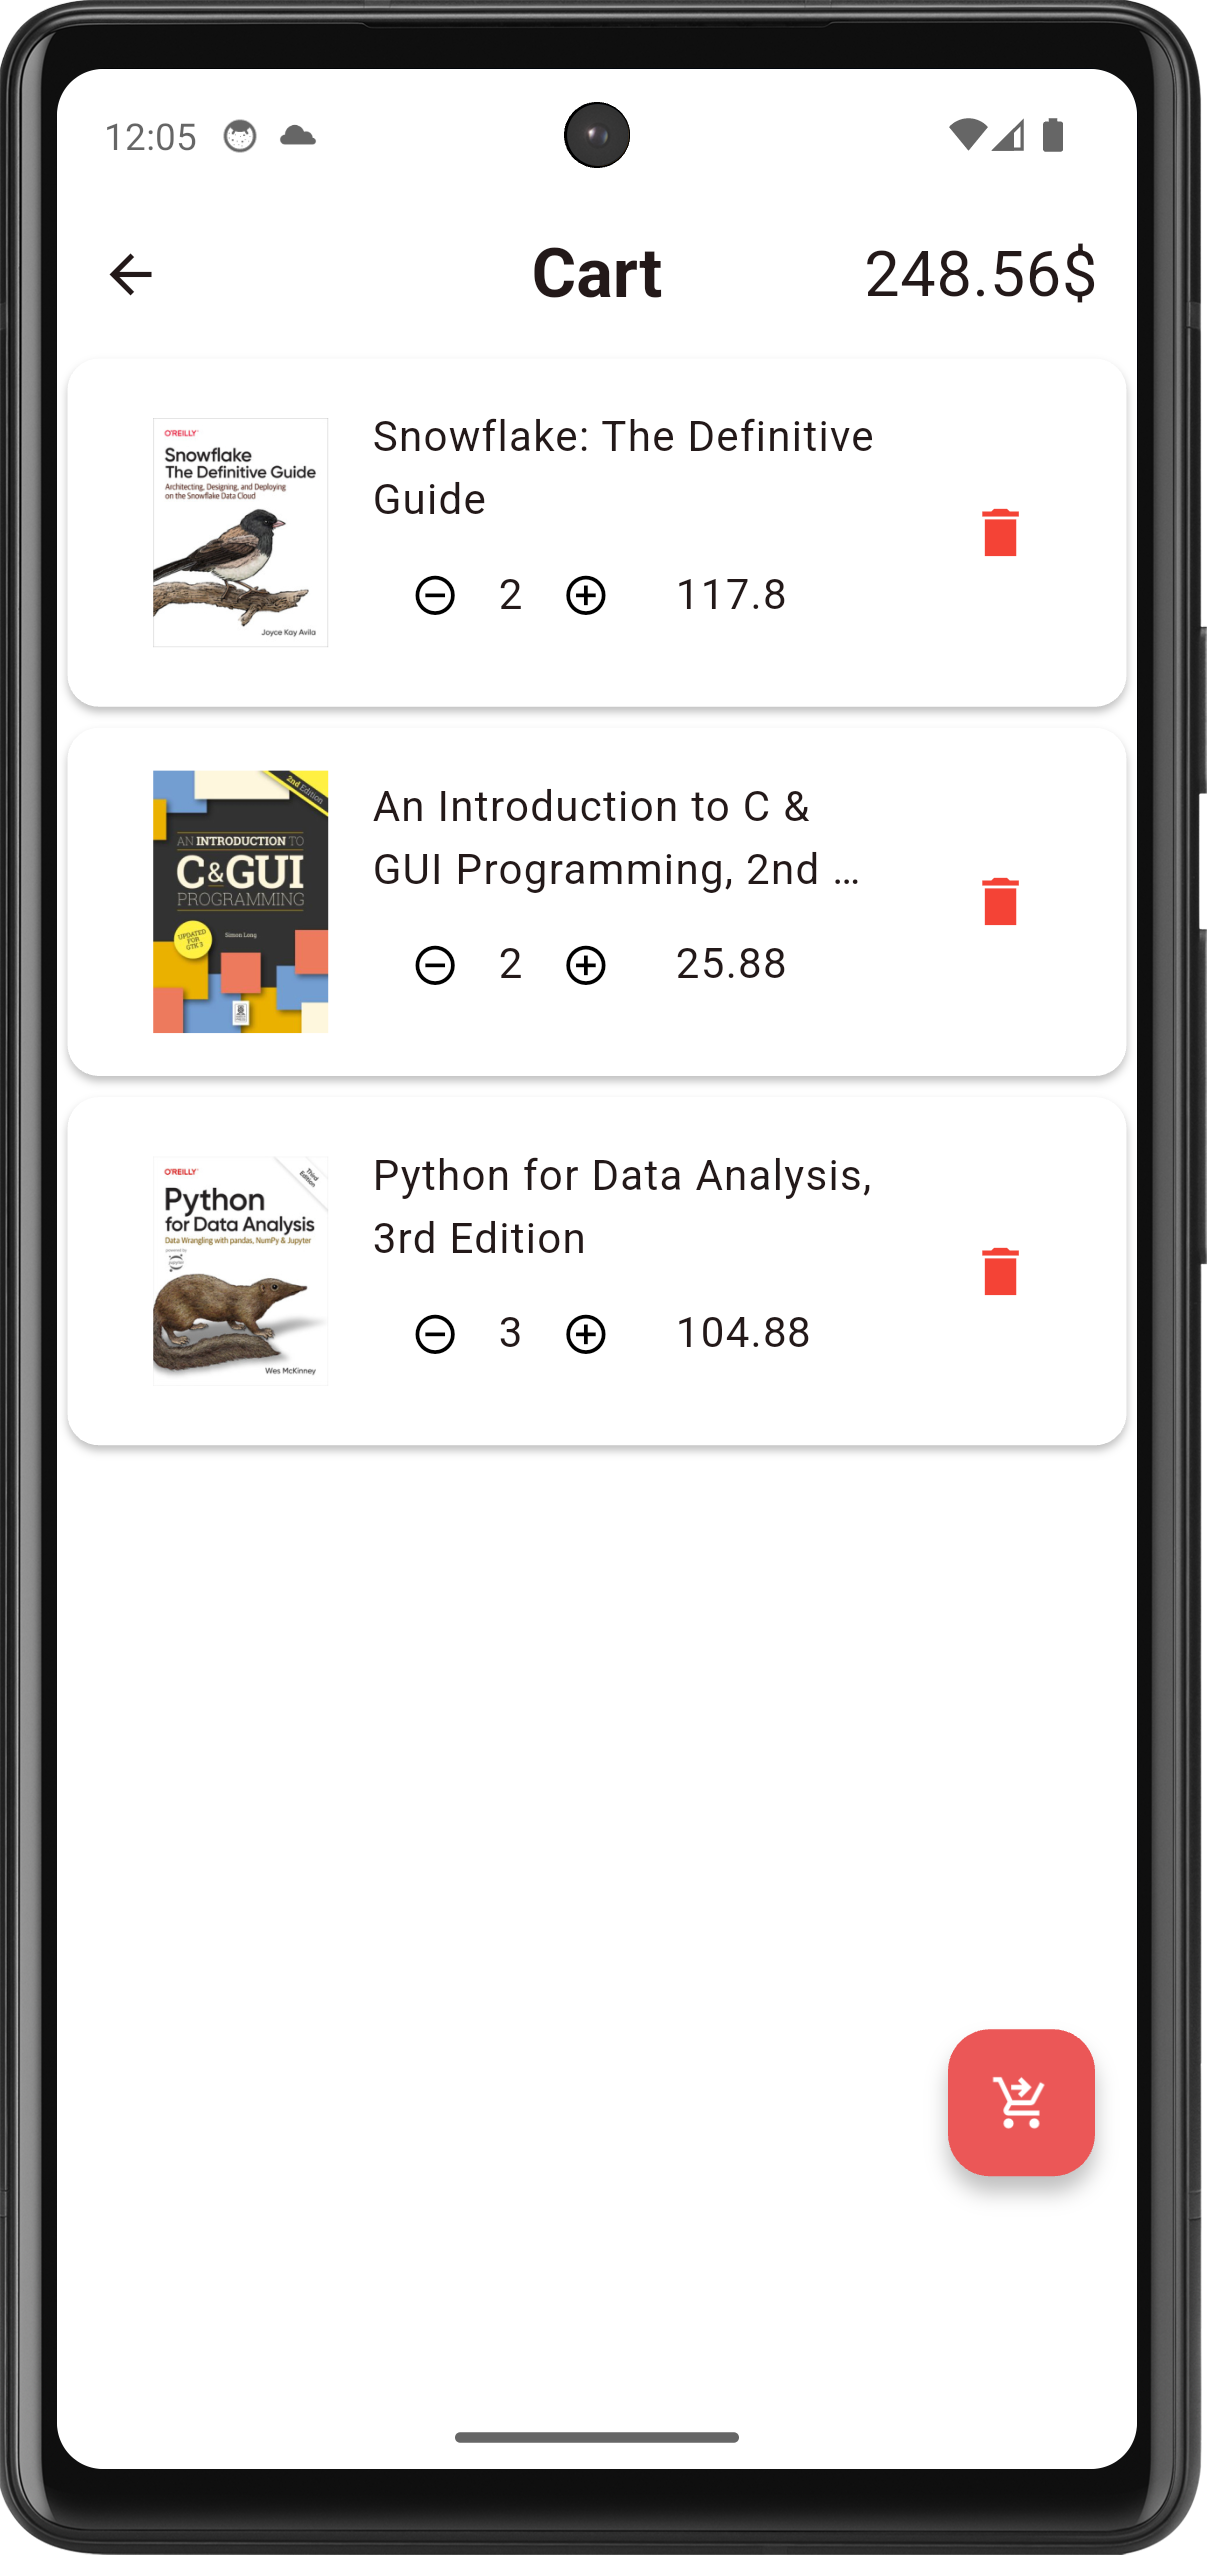 12:05
Cart 248.56$
O'REILLY
Snowflake
The Definitive Guide
Architecting, Designing, and Deploying
on the Snowflake Data Cloud
Joyce Kay Avila
Snowflake: The Definitive
Guide
2 117.8
2nd Edition
AN INTRODUCTION TO
C&GUI
PROGRAMMING
UPDATED
FOR
GTK 3
Simon Long
An Introduction to C &
GUI Programming, 2nd …
2 25.88
O'REILLY
Third
Edition
Python
for Data Analysis
Data Wrangling with pandas, NumPy & Jupyter
powered by
Wes McKinney
Python for Data Analysis,
3rd Edition
3 104.88